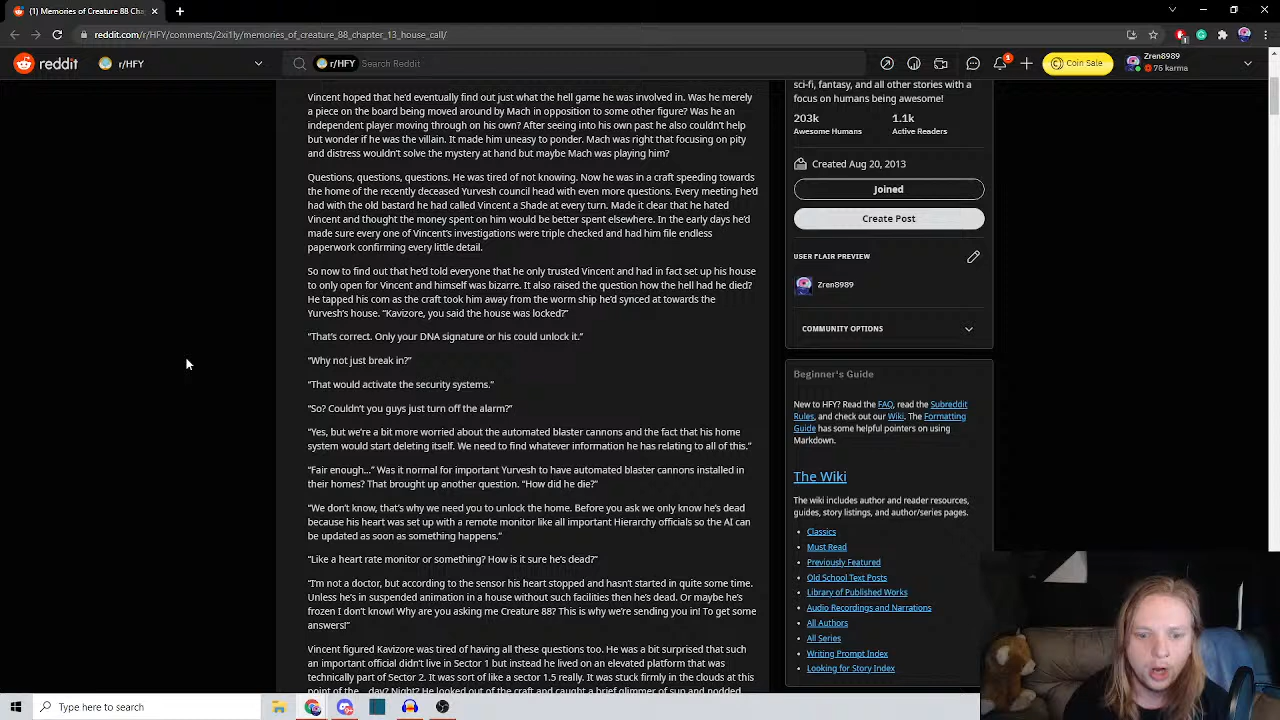 (1) Memories of Creature 88 Cha
reddit.com/r/HFY/comments/2xi1ly/memories_of_creature_88_chapter_13_house_call/
reddit
r/HFY
r/HFY
Search Reddit
1
Coin Sale
Zren8989
75 karma
Vincent hoped that he'd eventually find out just what the hell game he was involved in. Was he merely
a piece on the board being moved around by Mach in opposition to some other figure? Was he an
independent player moving through on his own? After seeing into his own past he also couldn't help
but wonder if he was the villain. It made him uneasy to ponder. Mach was right that focusing on pity
and distress wouldn't solve the mystery at hand but maybe Mach was playing him?
Questions, questions, questions. He was tired of not knowing. Now he was in a craft speeding towards
the home of the recently deceased Yurvesh council head with even more questions. Every meeting he'd
had with the old bastard he had called Vincent a Shade at every turn. Made it clear that he hated
Vincent and thought the money spent on him would be better spent elsewhere. In the early days he'd
made sure every one of Vincent's investigations were triple checked and had him file endless
paperwork confirming every little detail.
So now to find out that he'd told everyone that he only trusted Vincent and had in fact set up his house
to only open for Vincent and himself was bizarre. It also raised the question how the hell had he died?
He tapped his com as the craft took him away from the worm ship he'd synced at towards the
Yurvesh's house. "Kavizore, you said the house was locked?"
"That's correct. Only your DNA signature or his could unlock it."
"Why not just break in?"
"That would activate the security systems."
"So? Couldn't you guys just turn off the alarm?"
"Yes, but we're a bit more worried about the automated blaster cannons and the fact that his home
system would start deleting itself. We need to find whatever information he has relating to all of this."
"Fair enough..." Was it normal for important Yurvesh to have automated blaster cannons installed in
their homes? That brought up another question. "How did he die?"
"We don't know, that's why we need you to unlock the home. Before you ask we only know he's dead
because his heart was set up with a remote monitor like all important Hierarchy officials so the AI can
be updated as soon as something happens."
"Like a heart rate monitor or something? How is it sure he's dead?"
"I'm not a doctor, but according to the sensor his heart stopped and hasn't started in quite some time.
Unless he's in suspended animation in a house without such facilities then he's dead. Or maybe he's
frozen I don't know! Why are you asking me Creature 88? This is why we're sending you in! To get some
answers!"
Vincent figured Kavizore was tired of having all these questions too. He was a bit surprised that such
an important official didn't live in Sector 1 but instead he lived on an elevated platform that was
technically part of Sector 2. It was sort of like a sector 1.5 really. It was stuck firmly in the clouds at this
point of the... day? Night? He looked out of the craft and caught a brief glimmer of sun and nodded
sci-fi, fantasy, and all other stories with a
focus on humans being awesome!
203k
1.1k
Awesome Humans
Active Readers
Created Aug 20, 2013
Joined
Create Post
USER FLAIR PREVIEW
Zren8989
COMMUNITY OPTIONS
Beginner's Guide
New to HFY? Read the FAQ, read the Subreddit
Rules, and check out our Wiki. The Formatting
Guide has some helpful pointers on using
Markdown.
The Wiki
The wiki includes author and reader resources,
guides, story listings, and author/series pages.
Classics
Must Read
Previously Featured
Old School Text Posts
Library of Published Works
Audio Recordings and Narrations
All Authors
All Series
Writing Prompt Index
Looking for Story Index
Type here to search